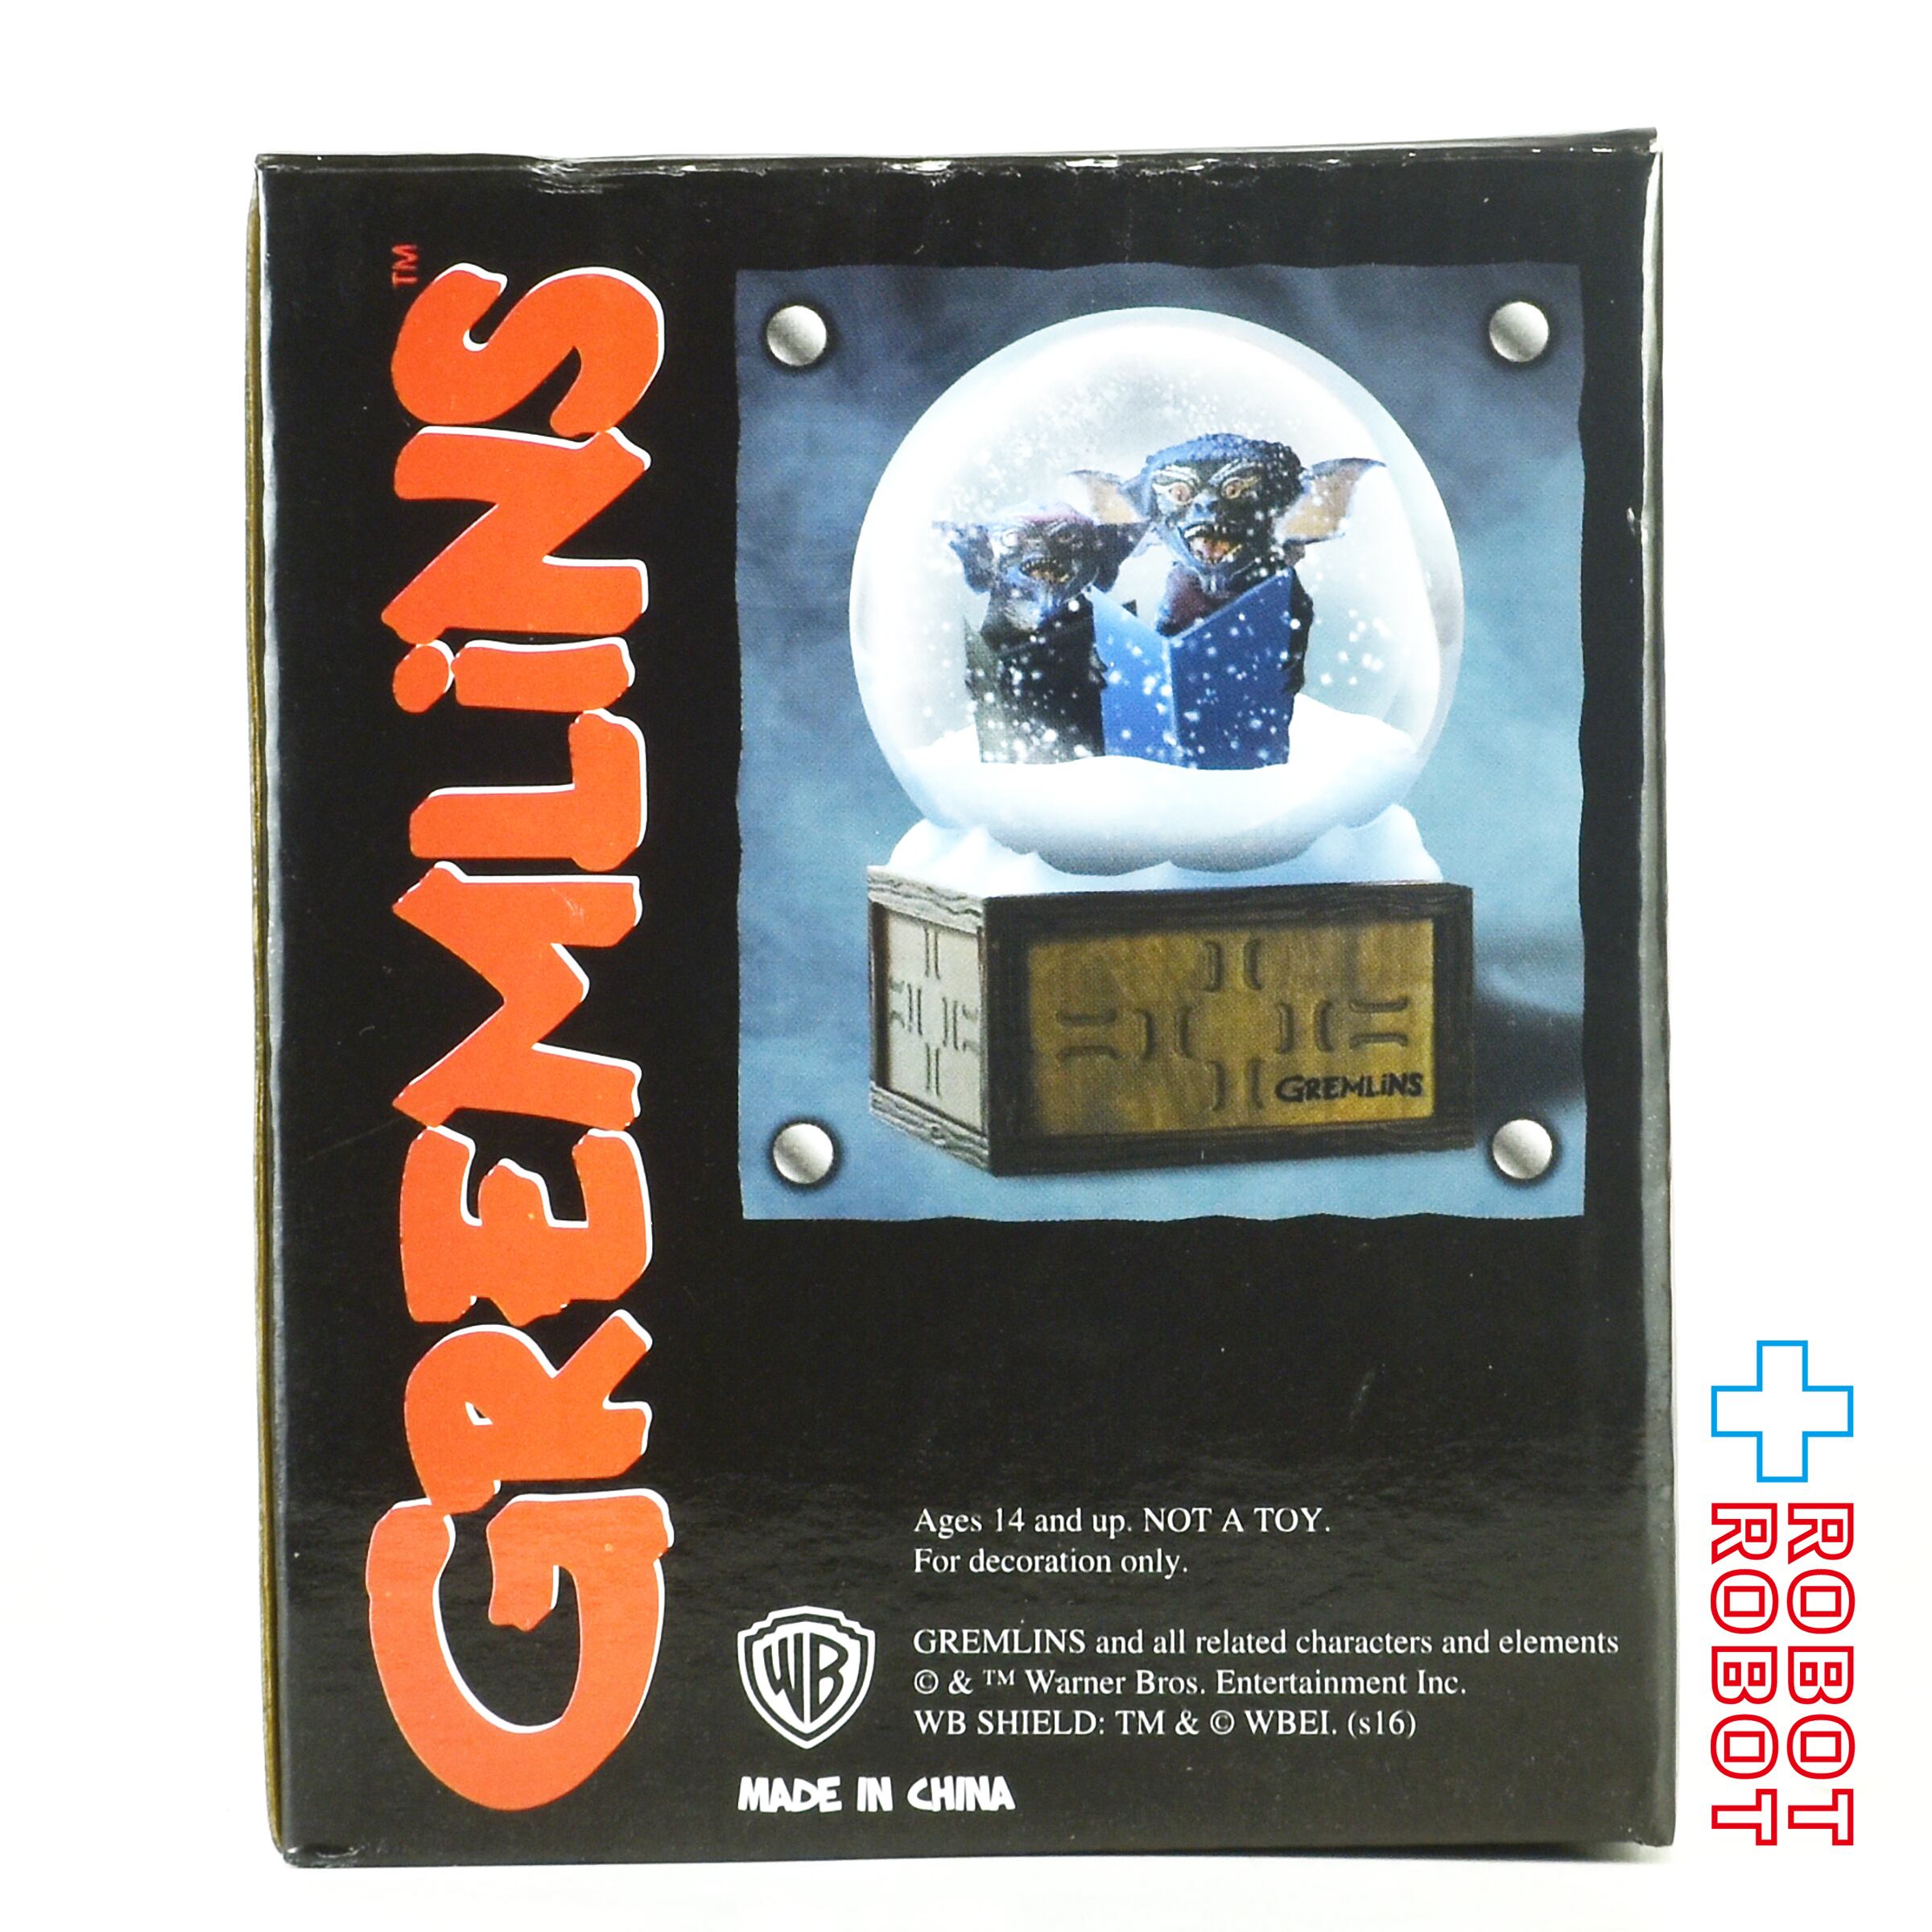 GREMLiNS™
GREMLiNS
Ages 14 and up. NOT A TOY.
For decoration only.
WB
GREMLINS and all related characters and elements
© & ™ Warner Bros. Entertainment Inc.
WB SHIELD: TM & © WBEI. (s16)
MADE IN CHINA
ROBOT
ROBOT